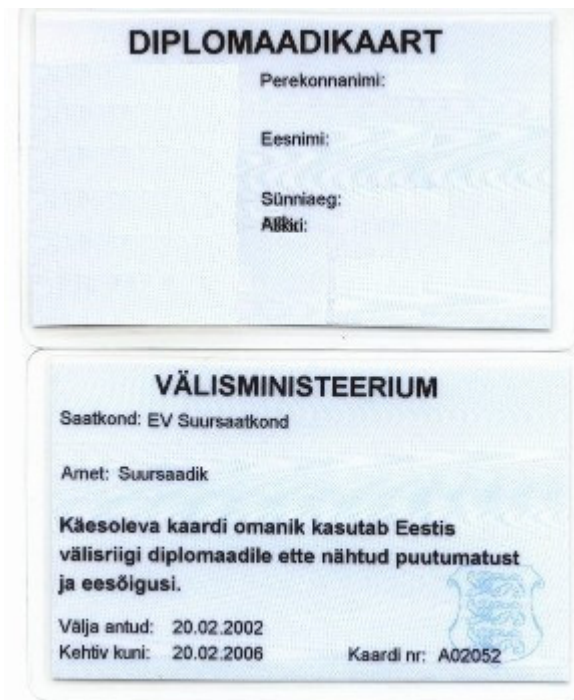 DIPLOMAADIKAART
Perekonnanimi:
Eesnimi:
Sünniaeg:
Allkiri:
VÄLISMINISTEERIUM
Saatkond: EV Suursaatkond
Amet: Suursaadik
Käesoleva kaardi omanik kasutab Eestis
välisriigi diplomaadile ette nähtud puutumatust
ja eesõigusi.
Välja antud: 20.02.2002
Kehtiv kuni: 20.02.2006 Kaardi nr: A02052